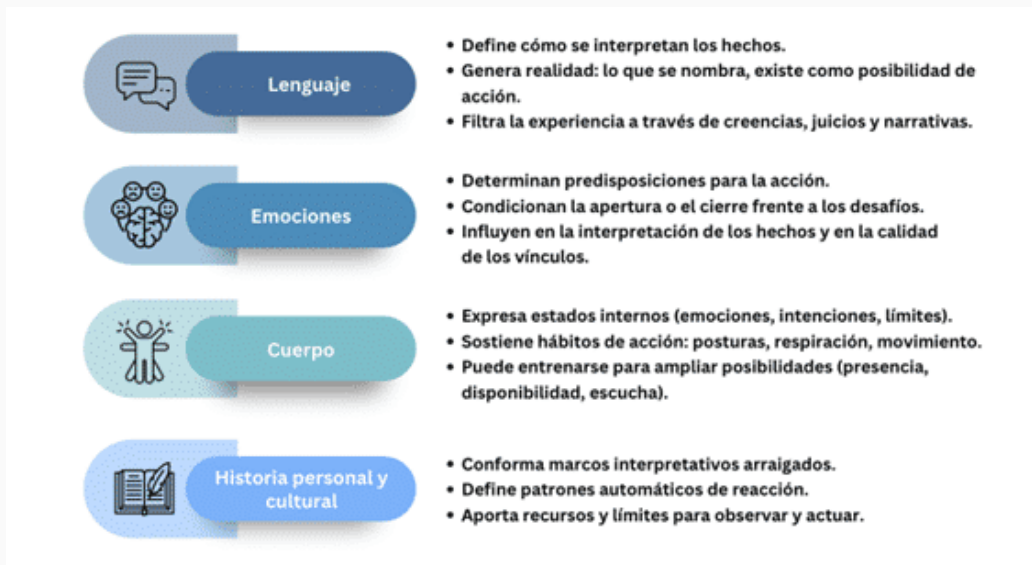 Lenguaje
• Define cómo se interpretan los hechos.
• Genera realidad: lo que se nombra, existe como posibilidad de
acción.
• Filtra la experiencia a través de creencias, juicios y narrativas.
Emociones
• Determinan predisposiciones para la acción.
• Condicionan la apertura o el cierre frente a los desafíos.
• Influyen en la interpretación de los hechos y en la calidad
de los vínculos.
Cuerpo
• Expresa estados internos (emociones, intenciones, límites).
• Sostiene hábitos de acción: posturas, respiración, movimiento.
• Puede entrenarse para ampliar posibilidades (presencia,
disponibilidad, escucha).
Historia personal y
cultural
• Conforma marcos interpretativos arraigados.
• Define patrones automáticos de reacción.
• Aporta recursos y límites para observar y actuar.